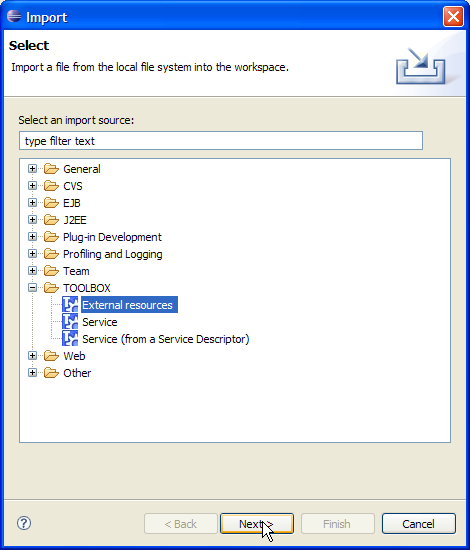 Import
Select
Import a file from the local file system into the workspace.
Select an import source:
type filter text
General
CVS
EJB
J2EE
Plug-in Development
Profiling and Logging
Team
TOOLBOX
External resources
Service
Service (from a Service Descriptor)
Web
Other
? < Back Next > Finish Cancel